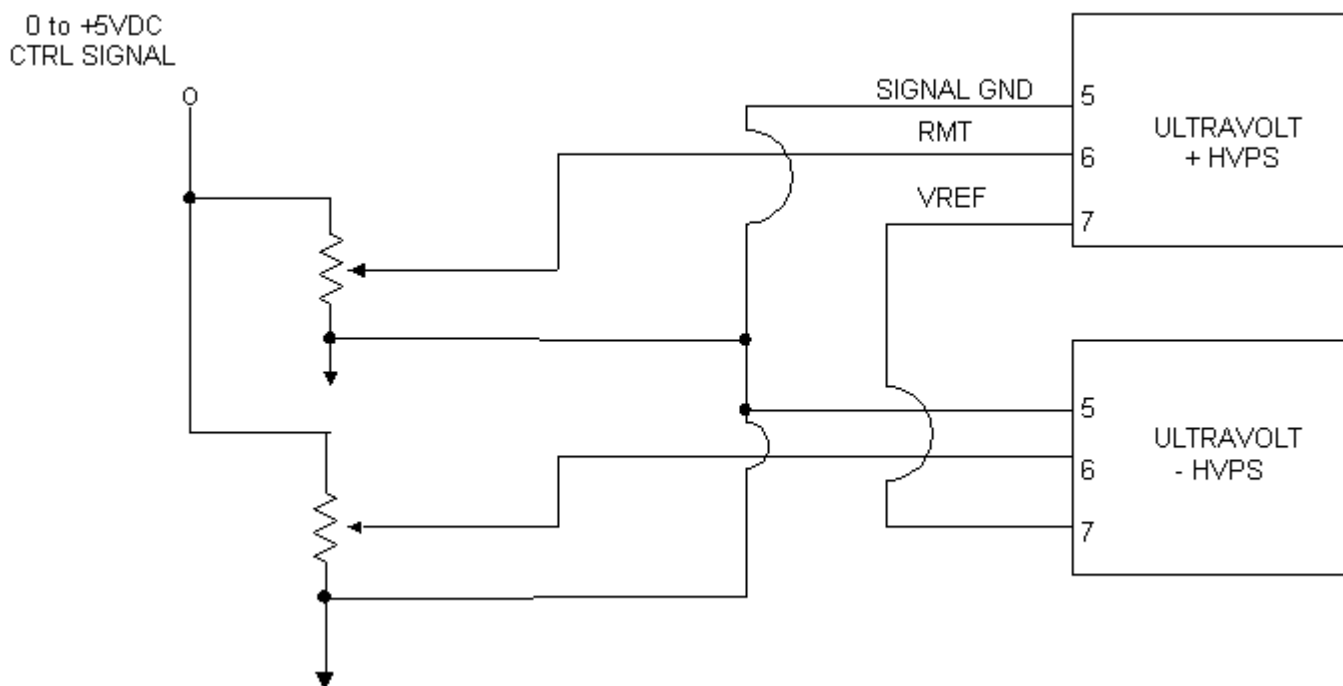 0 to +5VDC
CTRL SIGNAL
O
SIGNAL GND
RMT
VREF
5
6
7
ULTRAVOLT
+ HVPS
5
6
7
ULTRAVOLT
- HVPS